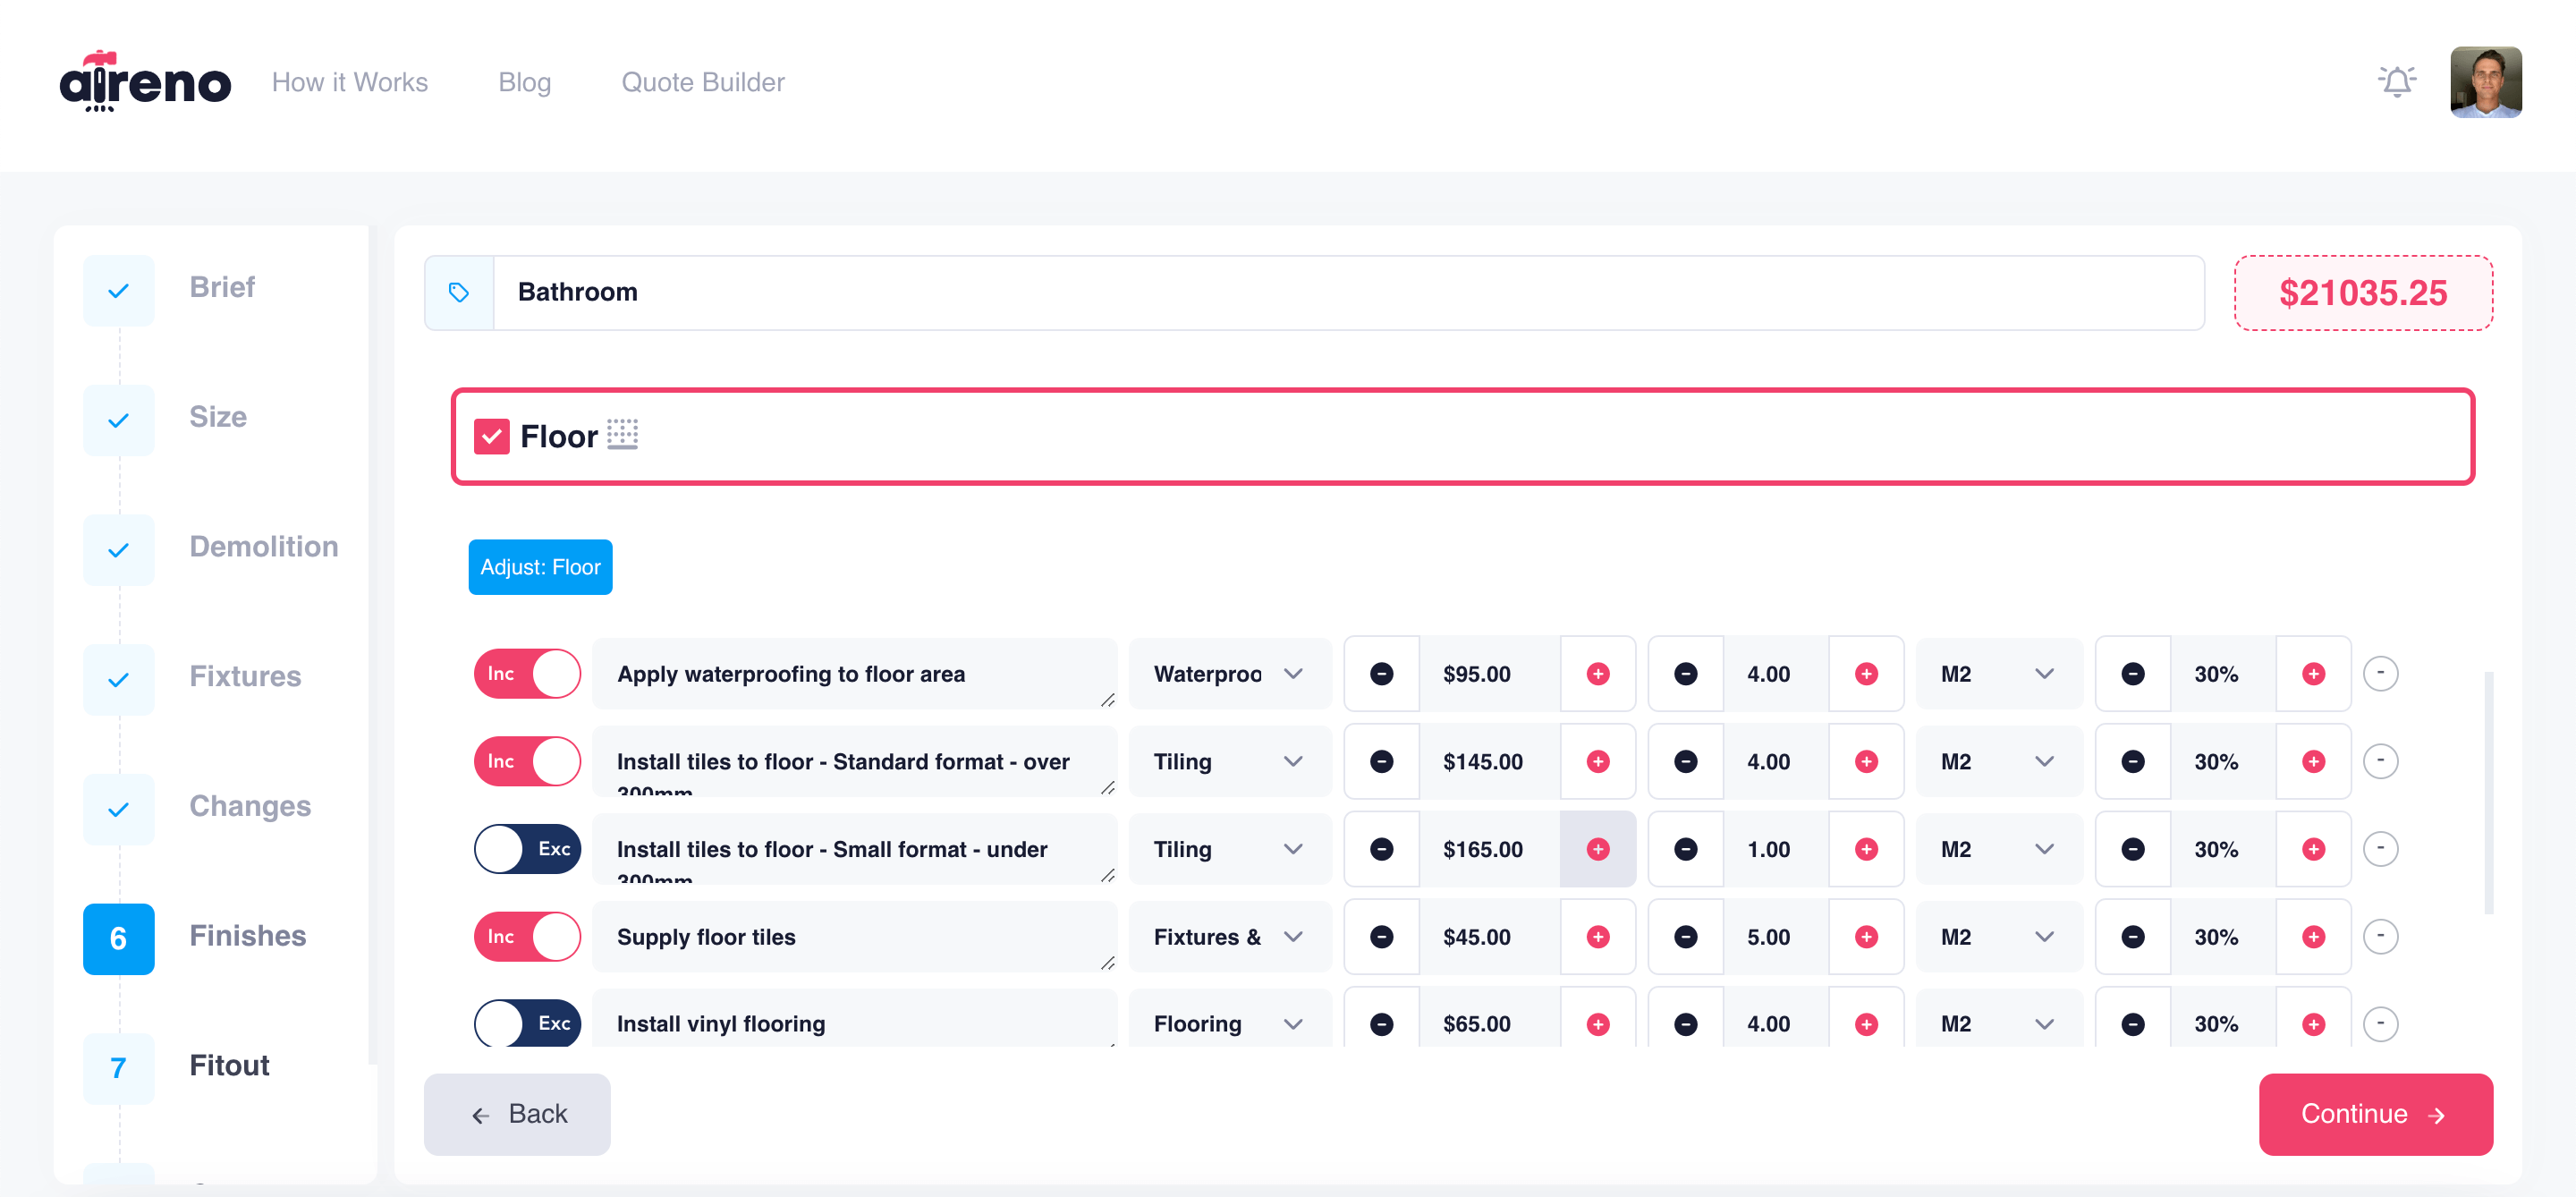 aireno
How it Works
Blog
Quote Builder
Brief
Size
Demolition
Fixtures
Changes
6
Finishes
7
Fitout
Bathroom
$21035.25
Floor
Adjust: Floor
Inc
Apply waterproofing to floor area
Waterproo
$95.00
4.00
M2
30%
-
Inc
Install tiles to floor - Standard format - over
300mm
Tiling
$145.00
4.00
M2
30%
-
Exc
Install tiles to floor - Small format - under
300mm
Tiling
$165.00
1.00
M2
30%
-
Inc
Supply floor tiles
Fixtures &
$45.00
5.00
M2
30%
-
Exc
Install vinyl flooring
Flooring
$65.00
4.00
M2
30%
-
Back
Continue